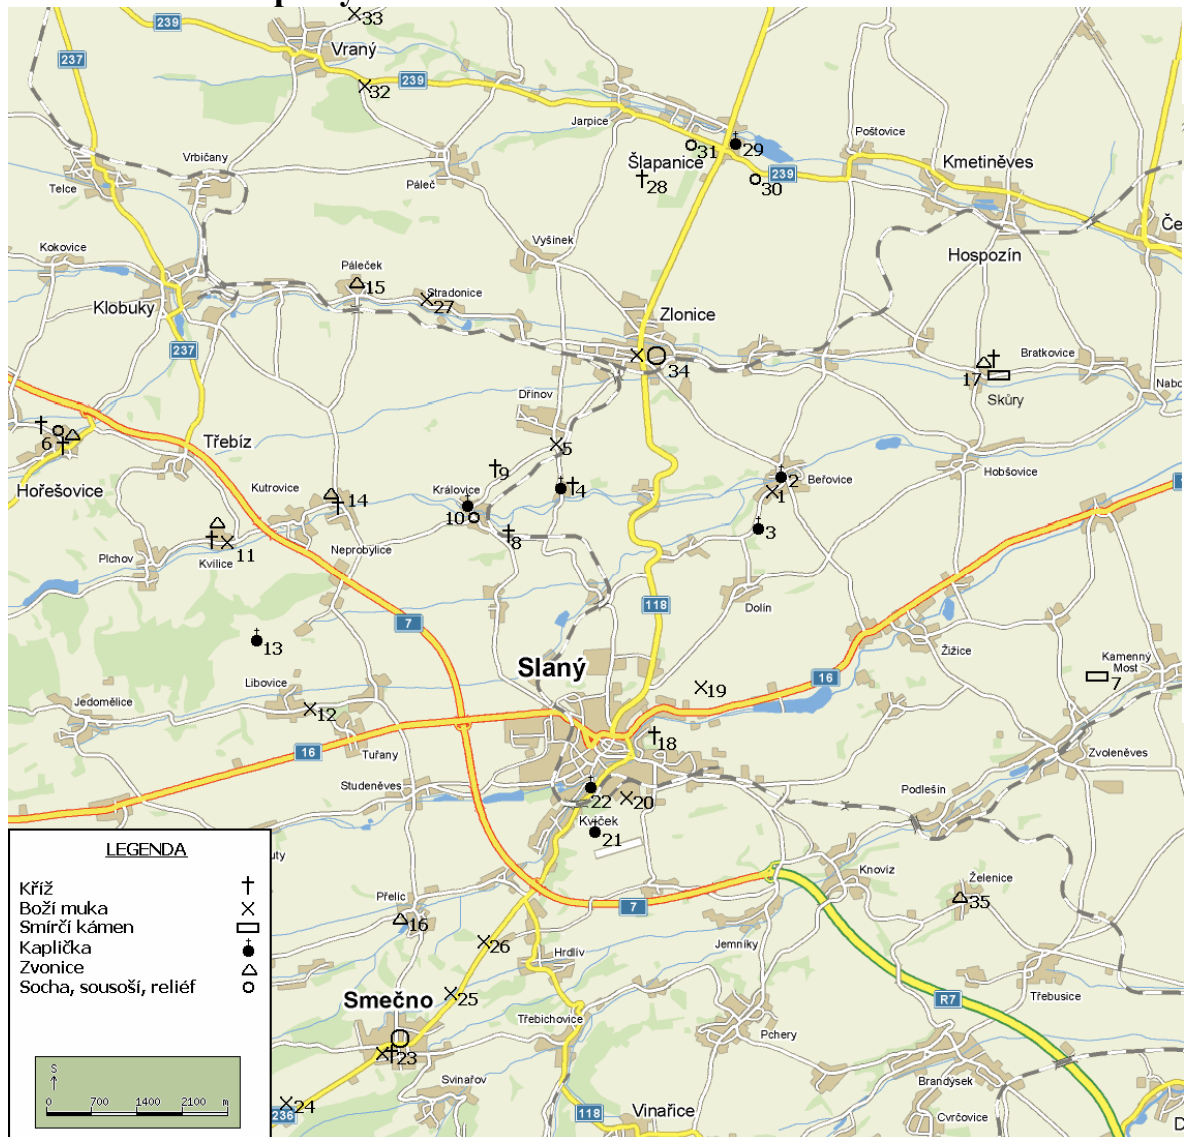 33
239
Vraný
237
32
239
Jarpice
Poštovice
31
29
Vrbičany
Šlapanice
Kmetiněves
Telce
Páleč
28
30
239
Če
Kokovice
Vyšínek
Hospozín
Páleček
15
Stradonice
27
Klobuky
Zlonice
237
34
Bratkovice
17
Skůry
Nabo
Dřínov
6
Třebíz
5
Hořešovice
Kutrovice
9
Hobšovice
14
Královice
4
2
Beřovice
1
10
8
3
11
Kvílice
Neprobylice
Plchov
118
Dolín
7
13
Slaný
Žižice
Kamenný
Most
Libovice
16
7
19
Jedomělice
12
18
16
Tuřany
Zvoleněves
Studeněves
22
20
Podlešín
Kvíček
21
LEGENDA
uty
Kříž
Boží muka
Smírčí kámen
Kaplička
Zvonice
Socha, sousoší, reliéf
Knovíz
Želenice
Přelíc
35
7
16
26
Jemníky
Hrdlív
25
Smečno
R7
Třebusice
Třebichovice
Pchery
23
S
0 700 1400 2100 m
Svinařov
Brandýsek
24
236
118
Vinařice
Cvrčovice
D